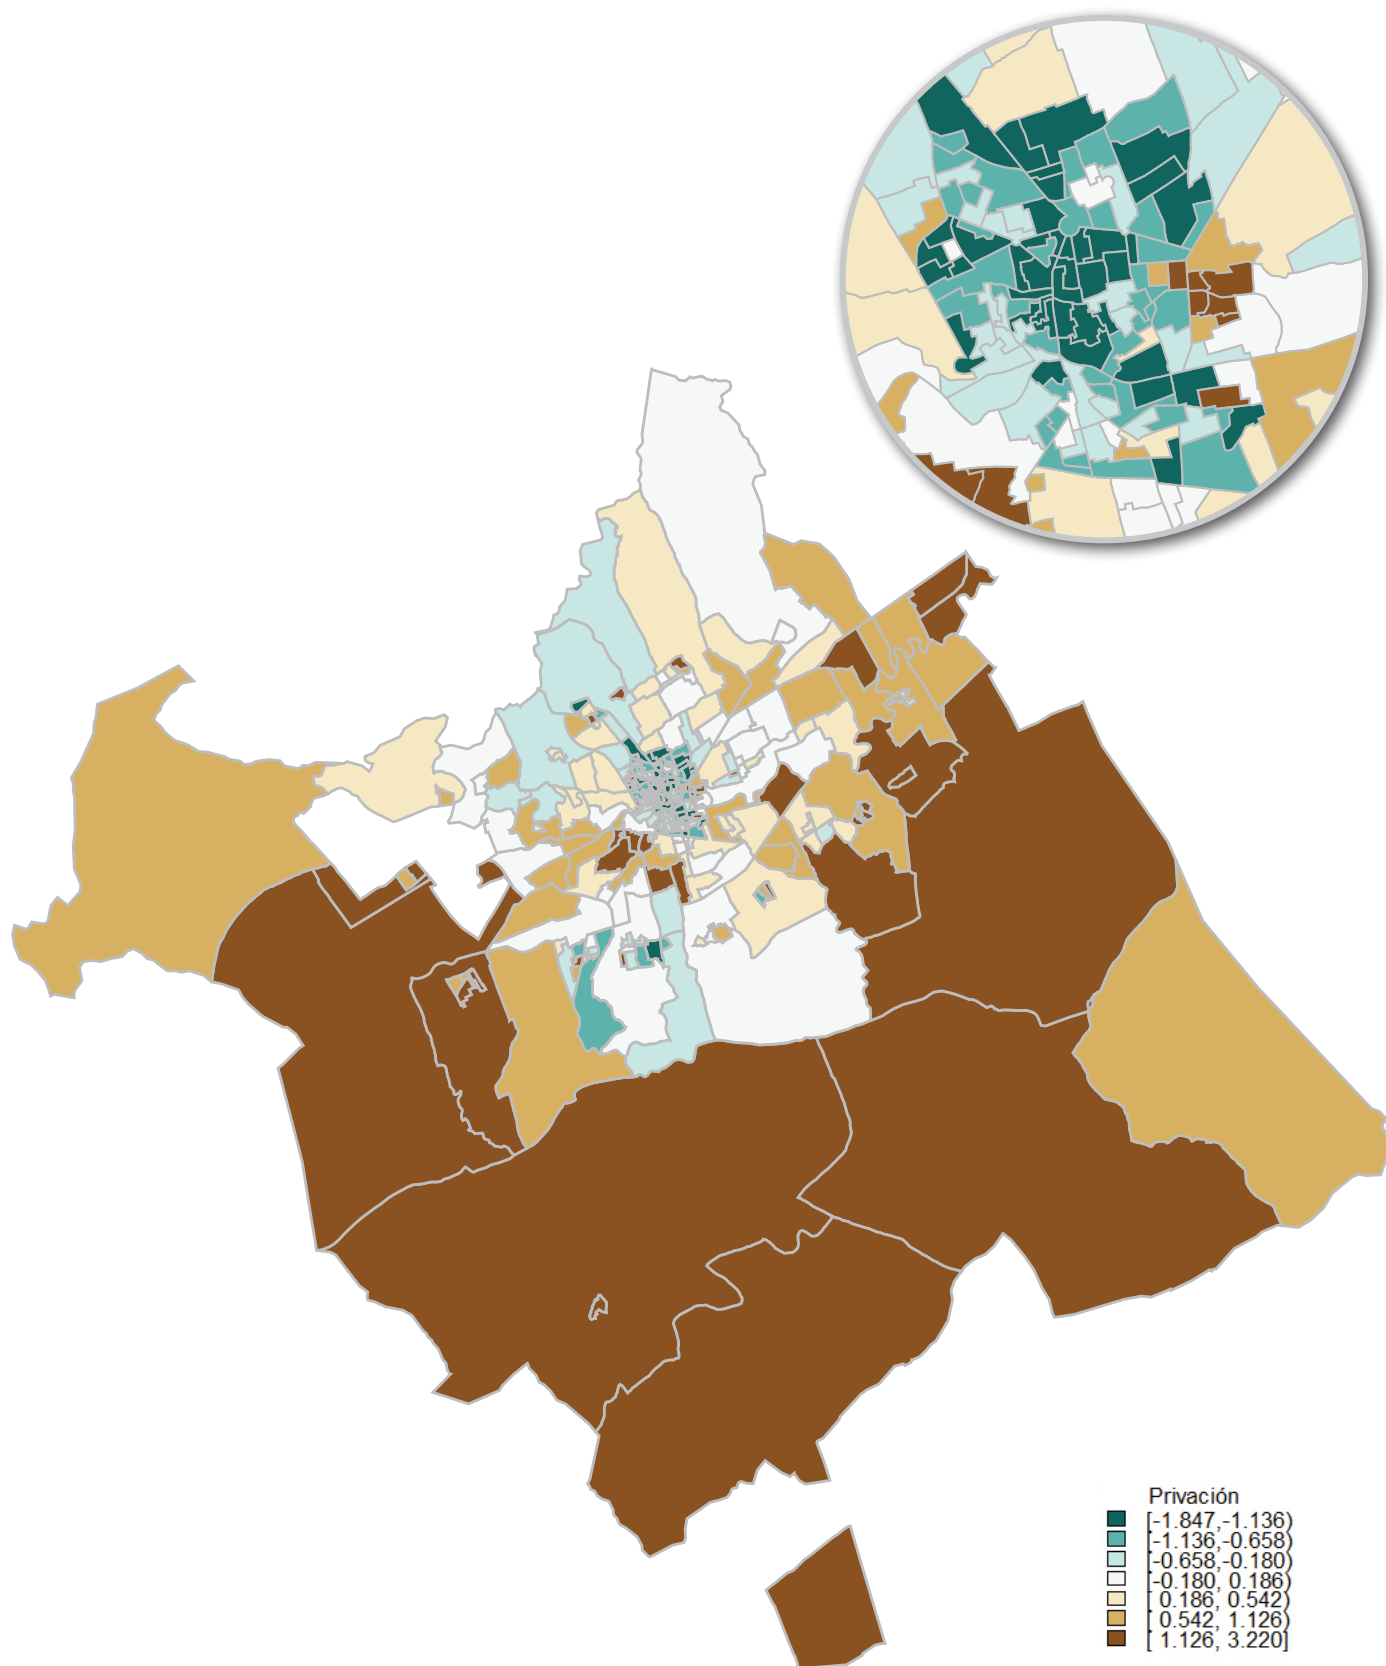 Privación
[-1.847,-1.136)
[-1.136,-0.658)
[-0.658,-0.180)
[-0.180, 0.186)
[ 0.186, 0.542)
[ 0.542, 1.126)
[ 1.126, 3.220]